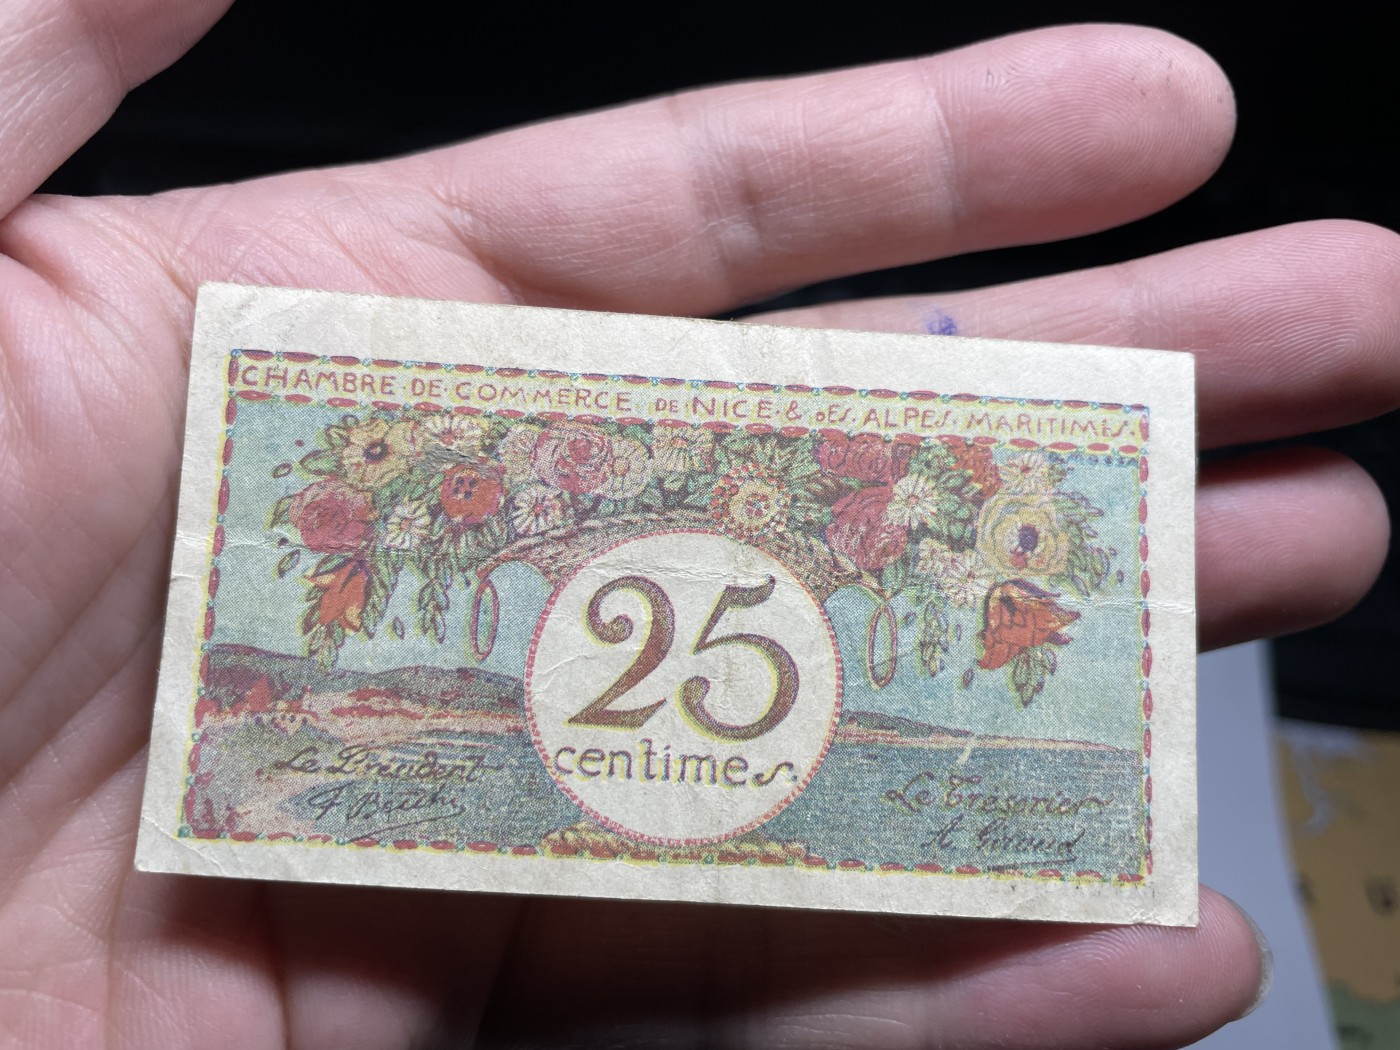 CHAMBRE·DE·COMMERCE DE NICE·& DES·ALPES·MARITIMES·
25
centimes.
Le Président
Le Trésorier